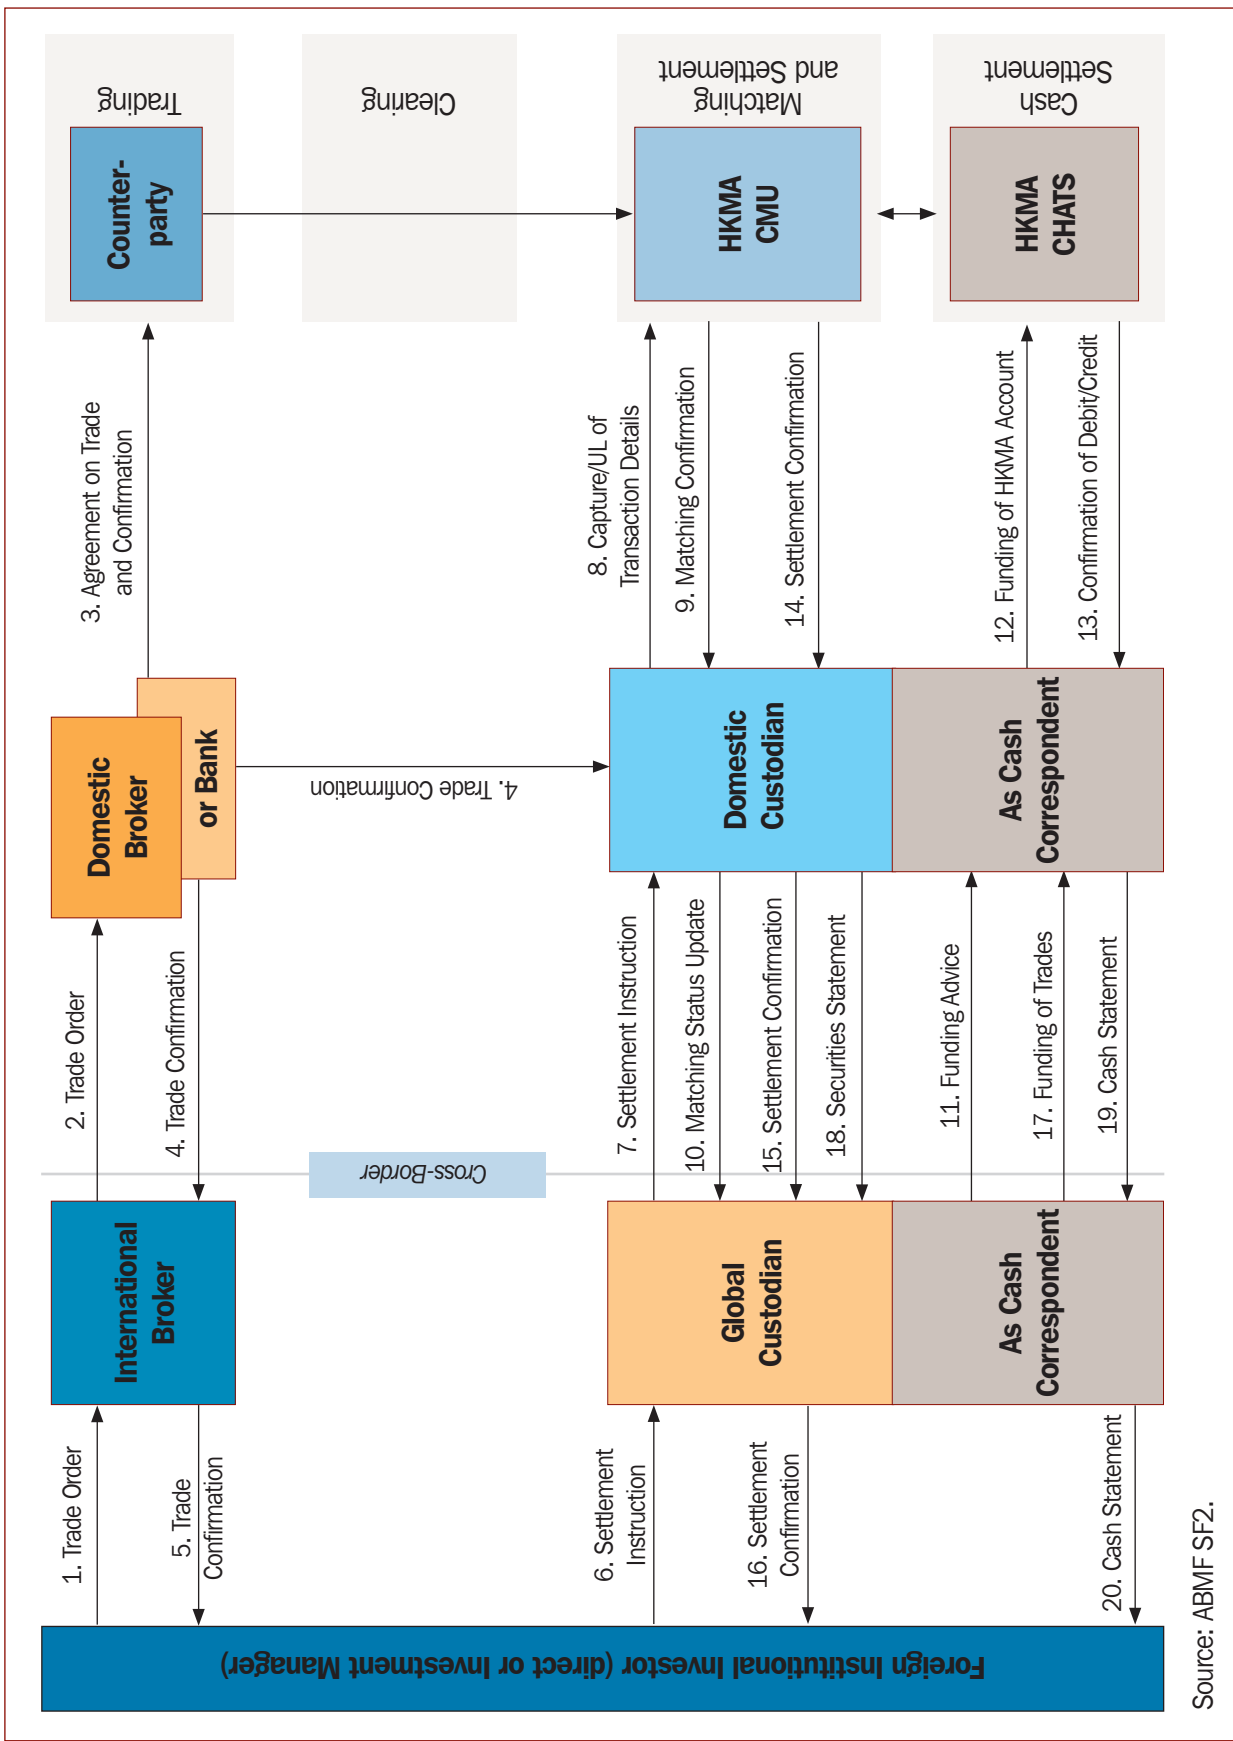 Foreign Institutional Investor (direct or Investment Manager)
1. Trade Order
5. Trade
Confirmation
International
Broker
2. Trade Order
4. Trade Confirmation
Domestic
Broker
or Bank
3. Agreement on Trade
and Confirmation
Counter-
party
Trading
Clearing
Cross-Border
4. Trade Confirmation
6. Settlement
Instruction
16. Settlement
Confirmation
Global
Custodian
7. Settlement Instruction
10. Matching Status Update
15. Settlement Confirmation
18. Securities Statement
Domestic
Custodian
8. Capture/UL of
Transaction Details
9. Matching Confirmation
14. Settlement Confirmation
HKMA
CMU
Matching
and Settlement
20. Cash Statement
As Cash
Correspondent
11. Funding Advice
17. Funding of Trades
19. Cash Statement
As Cash
Correspondent
12. Funding of HKMA Account
13. Confirmation of Debit/Credit
HKMA
CHATS
Cash
Settlement
Source: ABMF SF2.